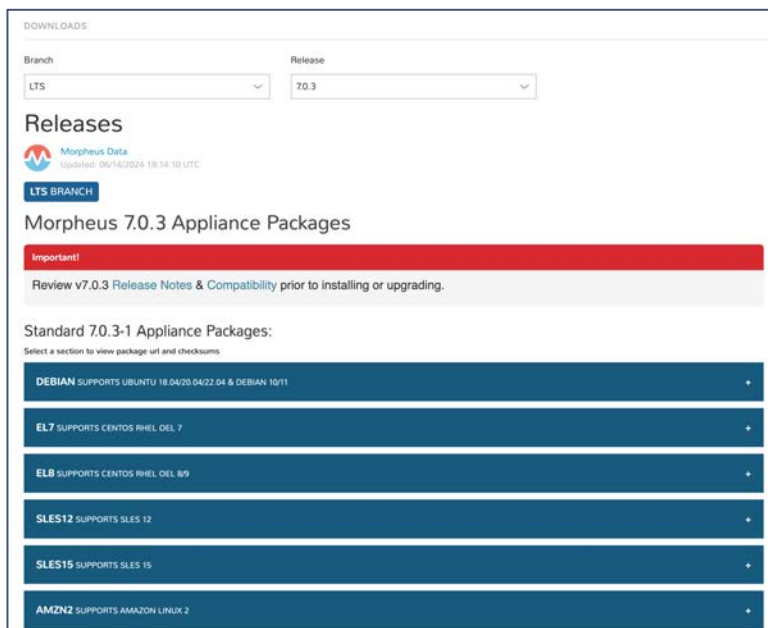 DOWNLOADS
Branch
Release
LTS
7.0.3
Releases
Morpheus Data
Updated: 06/14/2024 19:14:10 UTC
LTS BRANCH
Morpheus 7.0.3 Appliance Packages
Important!
Review v7.0.3 Release Notes & Compatibility prior to installing or upgrading.
Standard 7.0.3-1 Appliance Packages:
Select a section to view package url and checksums
DEBIAN SUPPORTS UBUNTU 18.04/20.04/22.04 & DEBIAN 10/11 +
EL7 SUPPORTS CENTOS RHEL OEL 7 +
EL8 SUPPORTS CENTOS RHEL OEL 8/9 +
SLES12 SUPPORTS SLES 12 +
SLES15 SUPPORTS SLES 15 +
AMZN2 SUPPORTS AMAZON LINUX 2 +